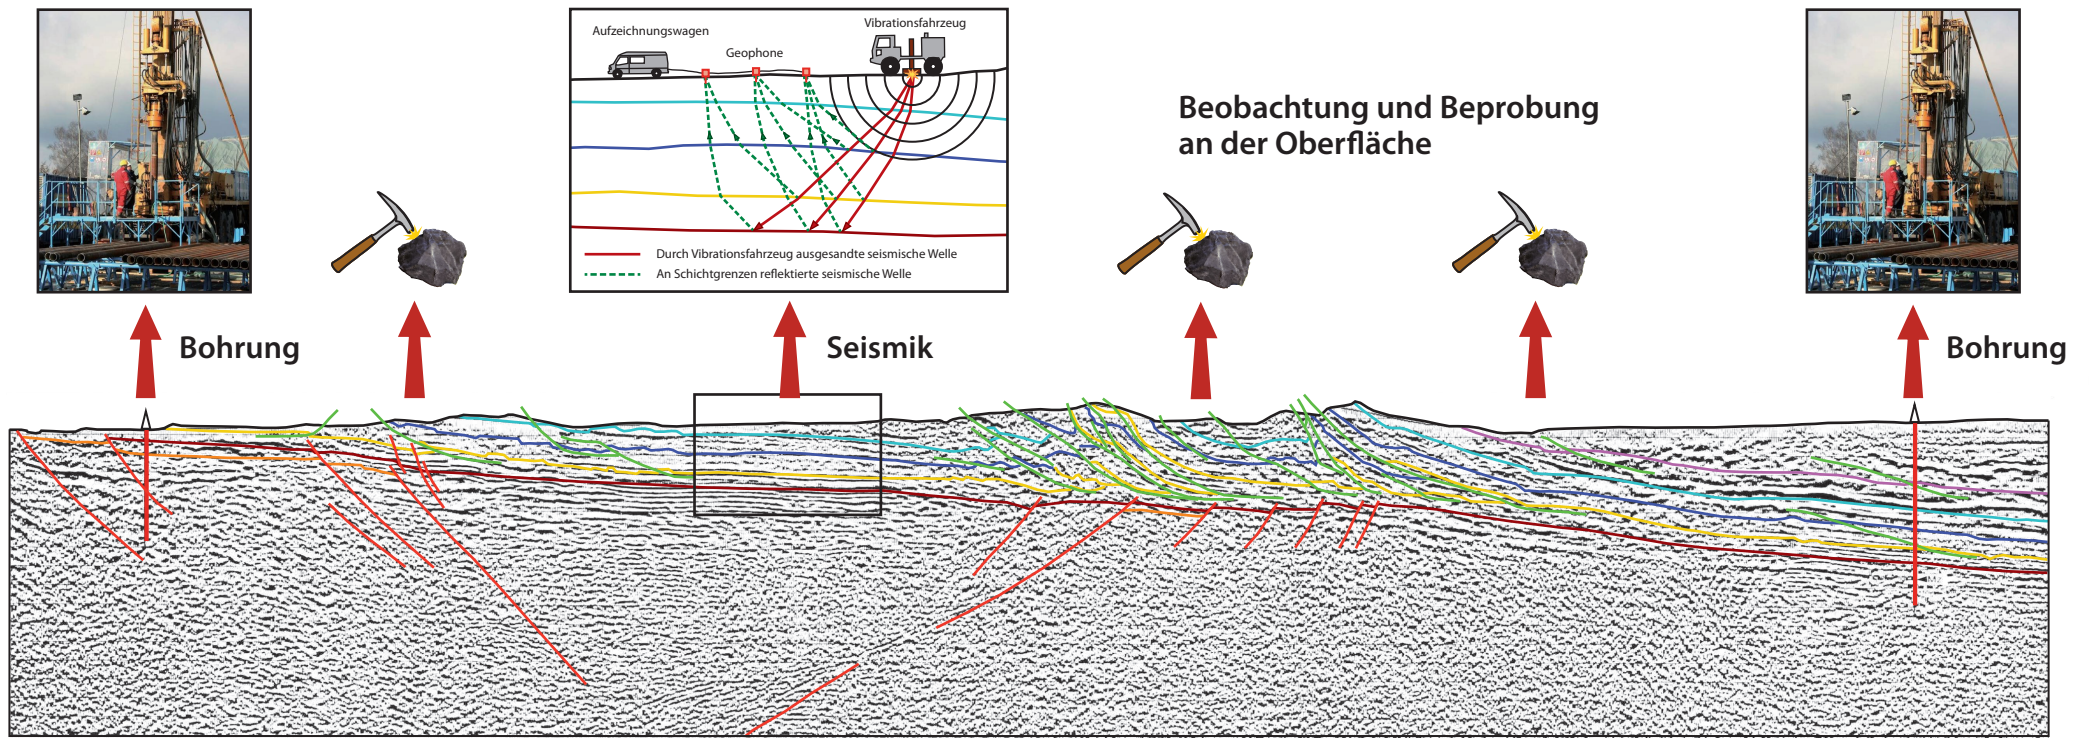 Aufzeichnungswagen
Geophone
Vibrationsfahrzeug
Durch Vibrationsfahrzeug ausgesandte seismische Welle
An Schichtgrenzen reflektierte seismische Welle
Beobachtung und Beprobung
an der Oberfläche
Bohrung
Seismik
Bohrung